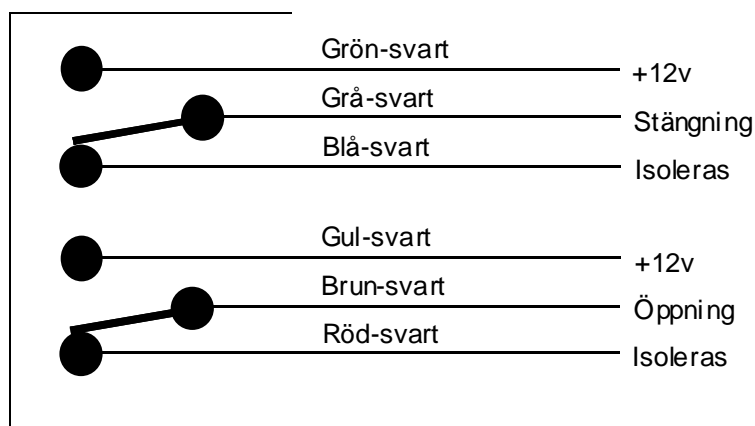 Grön-svart
+12v
Grå-svart
Stängning
Blå-svart
Isoleras
Gul-svart
+12v
Brun-svart
Öppning
Röd-svart
Isoleras